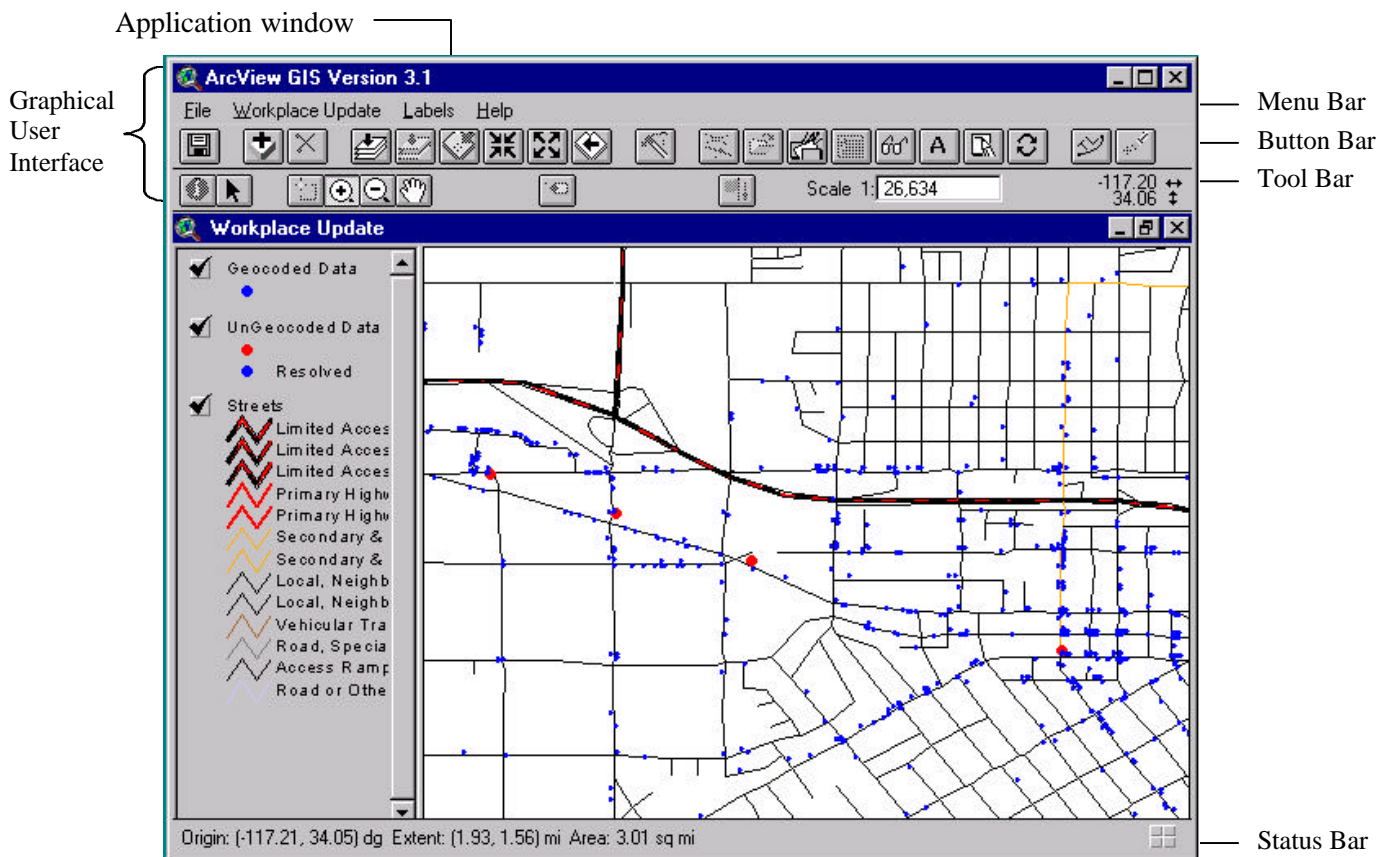 Application window
Graphical
User
Interface
ArcView GIS Version 3.1
File Workplace Update Labels Help
A
Scale 1: 26,634
-117.20
34.06
Menu Bar
Button Bar
Tool Bar
Workplace Update
Geocoded Data
UnGeocoded Data
Resolved
Streets
Limited Acces
Limited Acces
Limited Acces
Primary Highw
Primary Highw
Secondary &
Secondary &
Local, Neighb
Local, Neighb
Vehicular Tra
Road, Specia
Access Ramp
Road or Othe
Origin: (-117.21, 34.05) dg Extent: (1.93, 1.56) mi Area: 3.01 sq mi
Status Bar